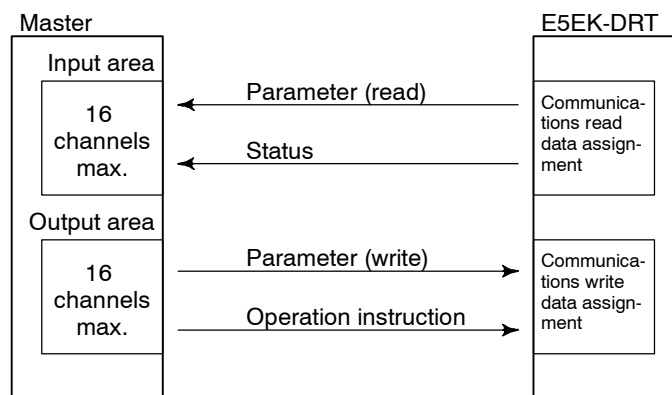 Master
E5EK-DRT
Input area
16
channels
max.
Parameter (read)
Status
Communica-
tions read
data assign-
ment
Output area
16
channels
max.
Parameter (write)
Operation instruction
Communica-
tions write
data assign-
ment